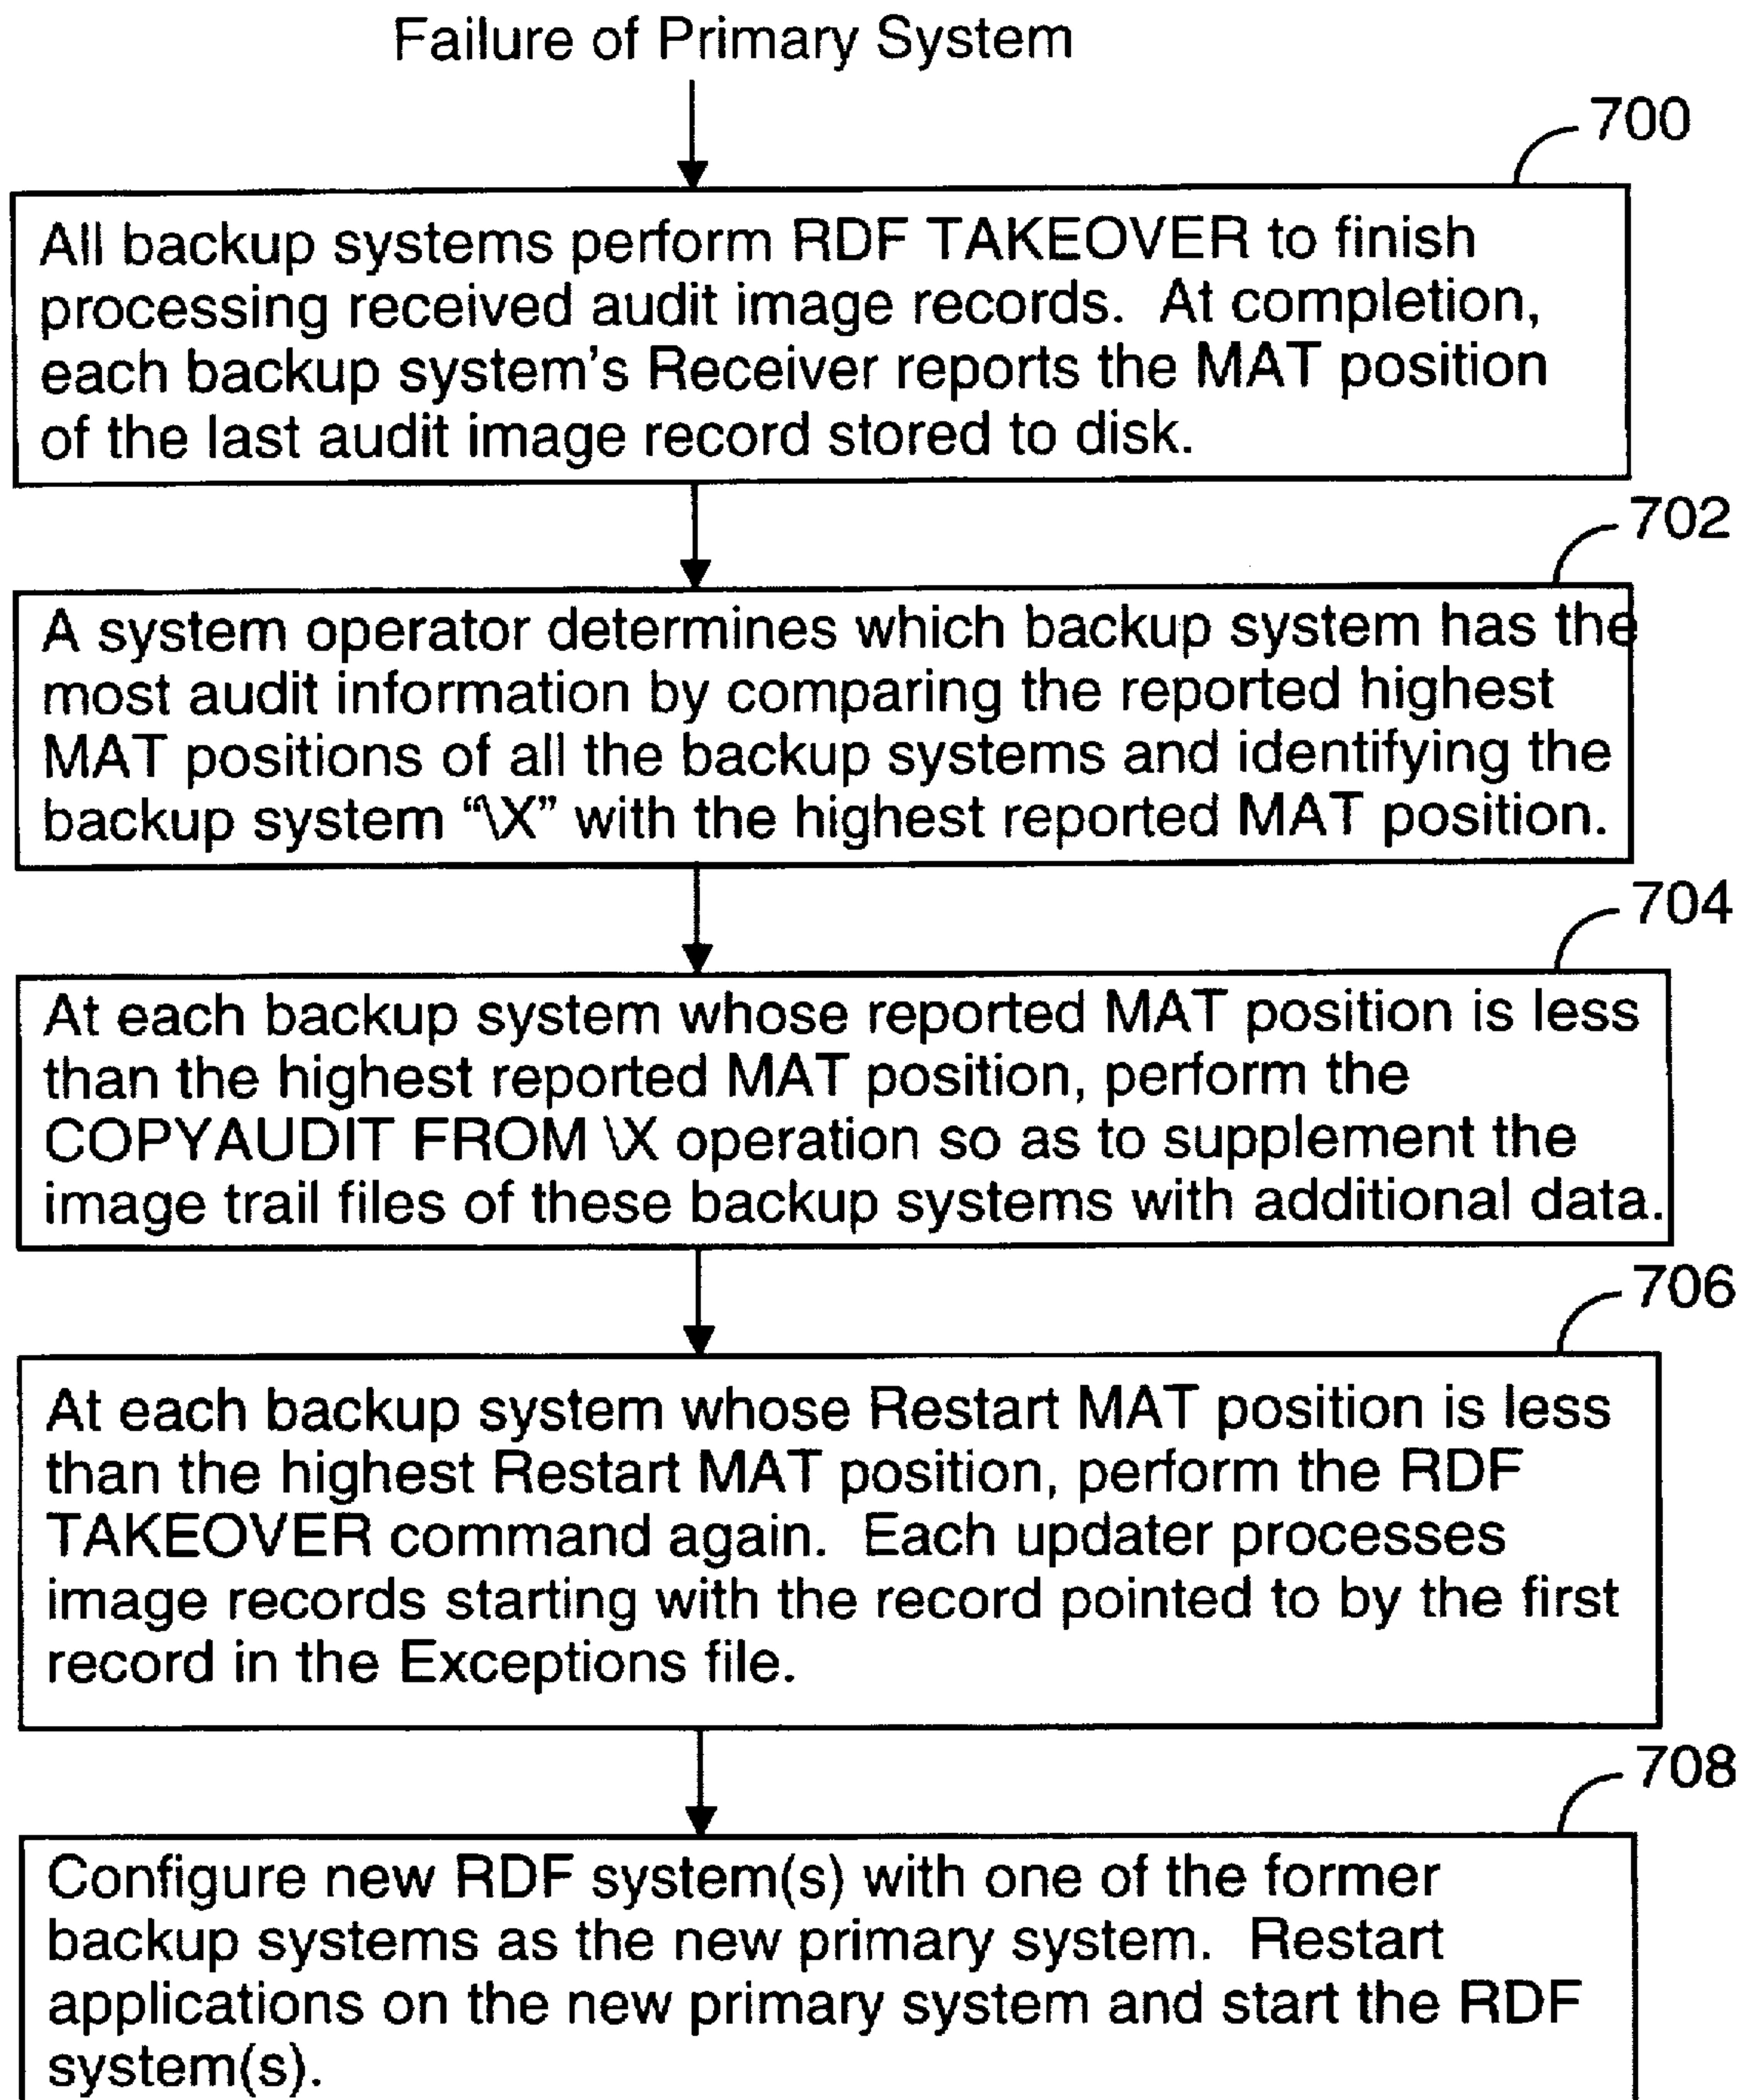 Failure of Primary System
700
All backup systems perform RDF TAKEOVER to finish
processing received audit image records. At completion,
each backup system's Receiver reports the MAT position
of the last audit image record stored to disk.
702
A system operator determines which backup system has the
most audit information by comparing the reported highest
MAT positions of all the backup systems and identifying the
backup system “\X” with the highest reported MAT position.
704
At each backup system whose reported MAT position is less
than the highest reported MAT position, perform the
COPYAUDIT FROM \X operation so as to supplement the
image trail files of these backup systems with additional data.
706
At each backup system whose Restart MAT position is less
than the highest Restart MAT position, perform the RDF
TAKEOVER command again. Each updater processes
image records starting with the record pointed to by the first
record in the Exceptions file.
708
Configure new RDF system(s) with one of the former
backup systems as the new primary system. Restart
applications on the new primary system and start the RDF
system(s).